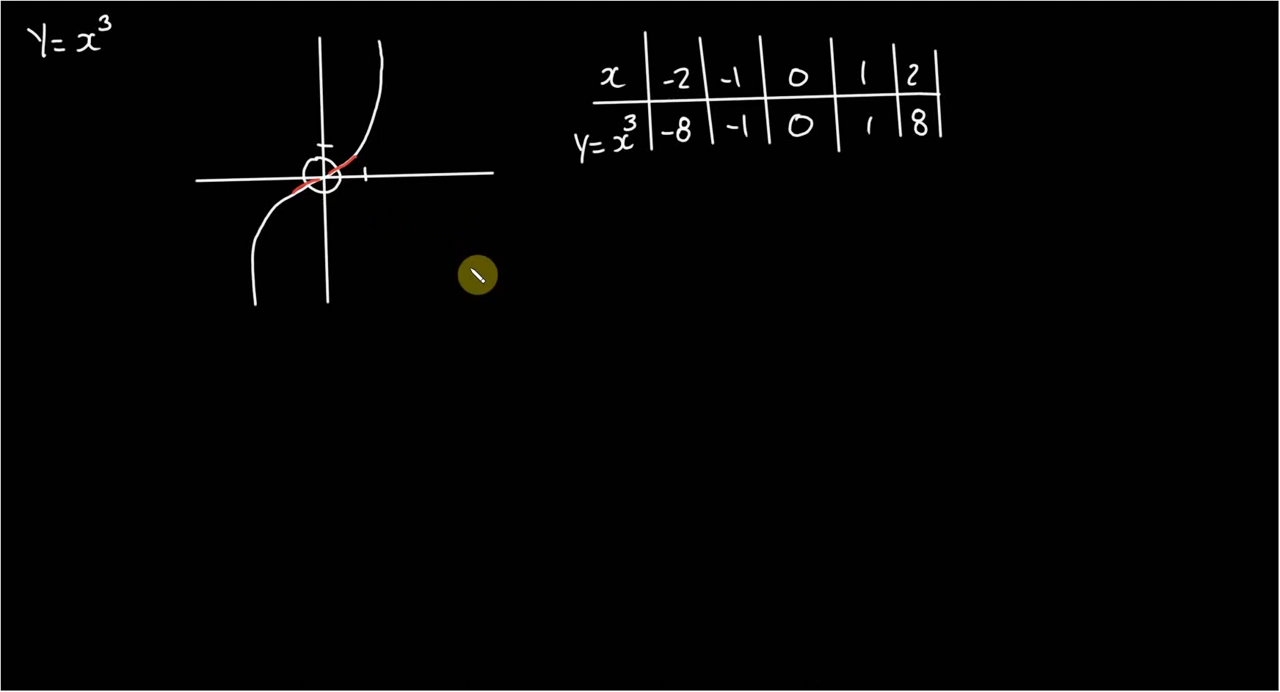 Y = x³
x | -2 | -1 | 0 | 1 | 2 |
Y = x³ | -8 | -1 | 0 | 1 | 8 |